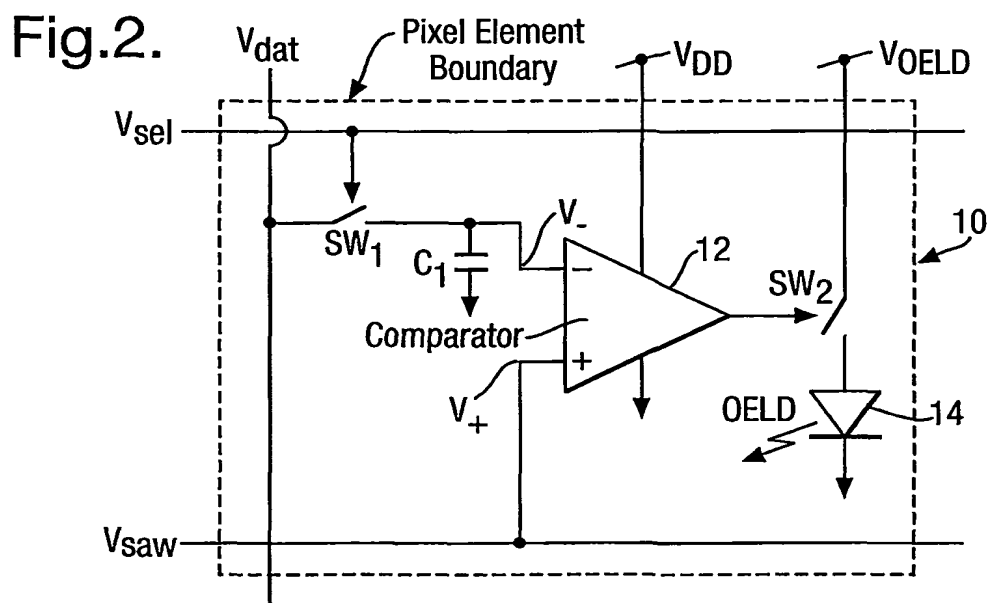 Fig.2.
Vdat
Pixel Element
Boundary
VDD
VOELD
Vsel
SW1
C1
V-
12
SW2
10
Comparator
V+
OELD
14
Vsaw
−
+